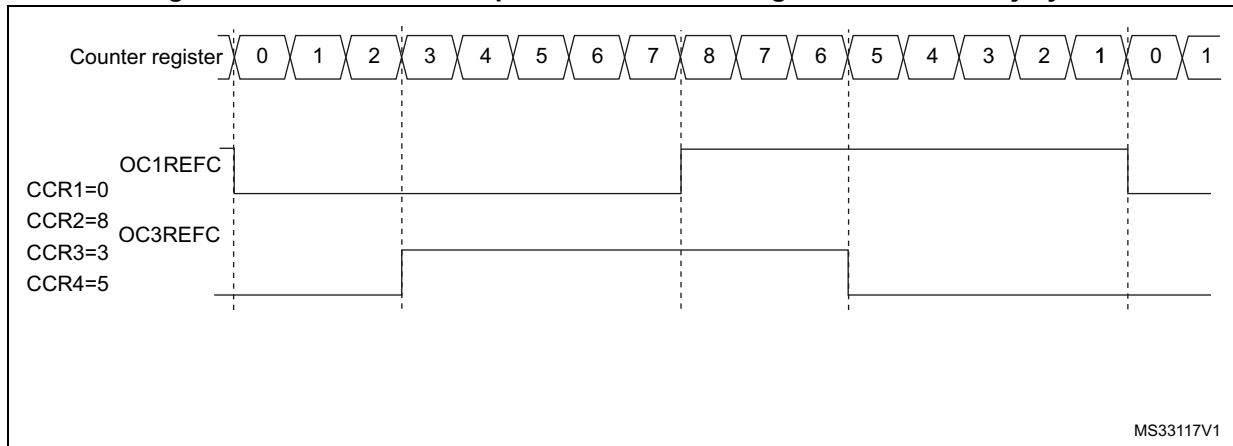 Counter register 0 1 2 3 4 5 6 7 8 7 6 5 4 3 2 1 0 1
OC1REFC
CCR1=0
CCR2=8
OC3REFC
CCR3=3
CCR4=5
MS33117V1